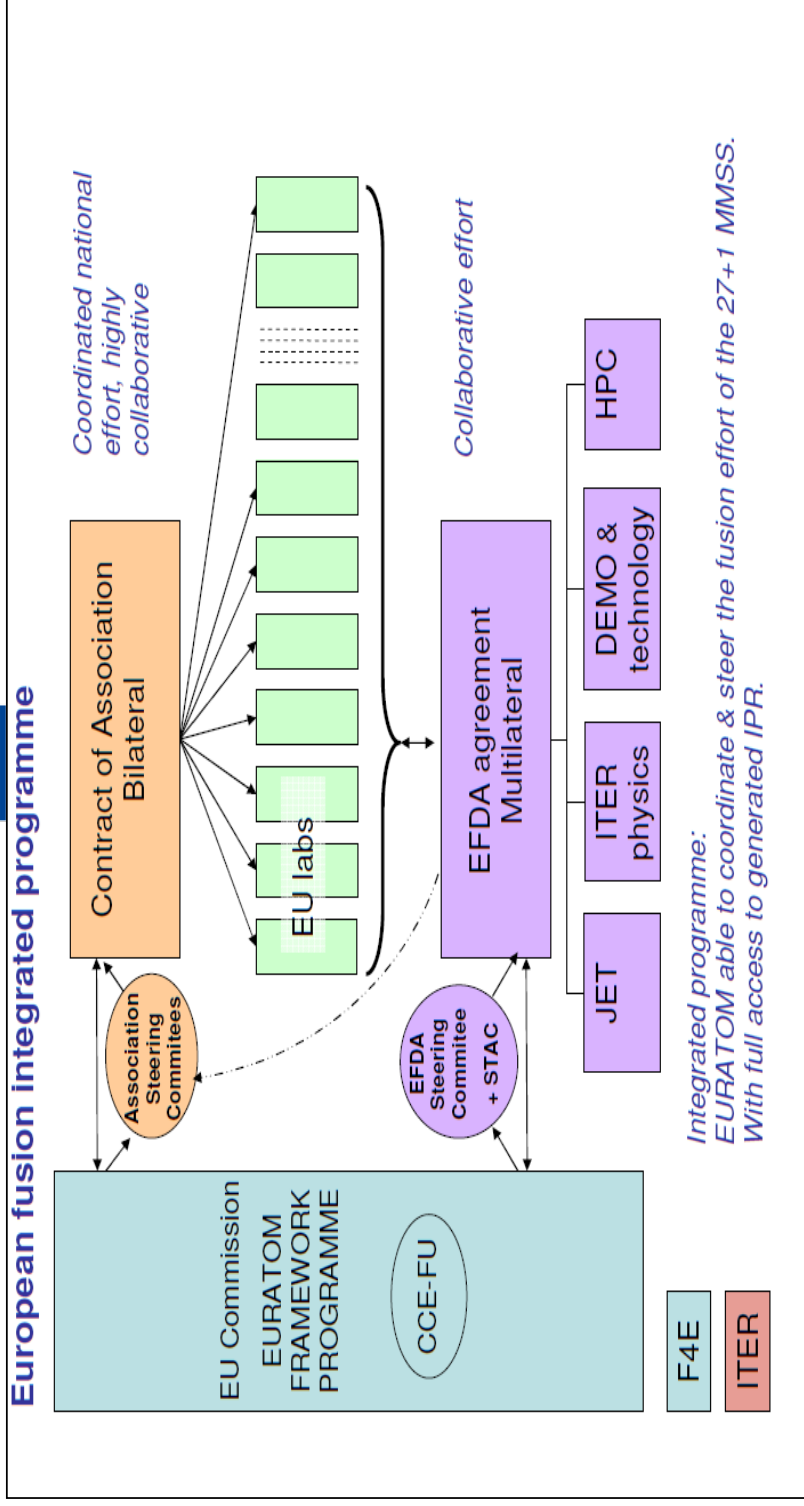 European fusion integrated programme
EU Commission
EURATOM
FRAMEWORK
PROGRAMME
CCE-FU
F4E
ITER
Association
Steering
Commitees
Contract of Association
Bilateral
Coordinated national
effort, highly
collaborative
EU labs
EFDA
Steering
Commitee
+ STAC
EFDA agreement
Multilateral
Collaborative effort
JET
ITER
physics
DEMO &
technology
HPC
Integrated programme:
EURATOM able to coordinate & steer the fusion effort of the 27+1 MMSS.
With full access to generated IPR.